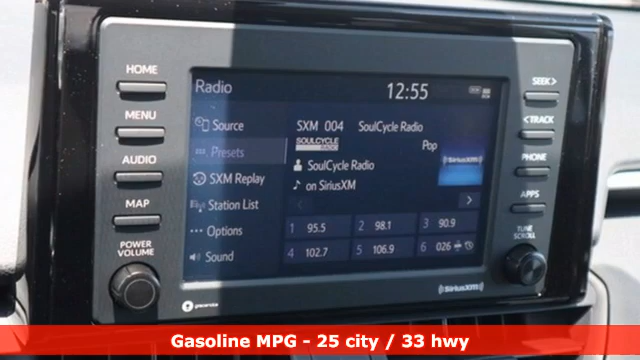 HOME
MENU
AUDIO
MAP
POWER
VOLUME
Radio
12:55
Source
Presets
SXM Replay
Station List
Options
Sound
SXM 004 SoulCycle Radio
SOULCYCLE
RADIO
Pop
SoulCycle Radio
on SiriusXM
SiriusXM
1 95.5
2 98.1
3 90.9
4 102.7
5 106.9
6 026
SEEK >
< TRACK
PHONE
APPS
TUNE
SCROLL
gracenote
SiriusXM
Gasoline MPG - 25 city / 33 hwy